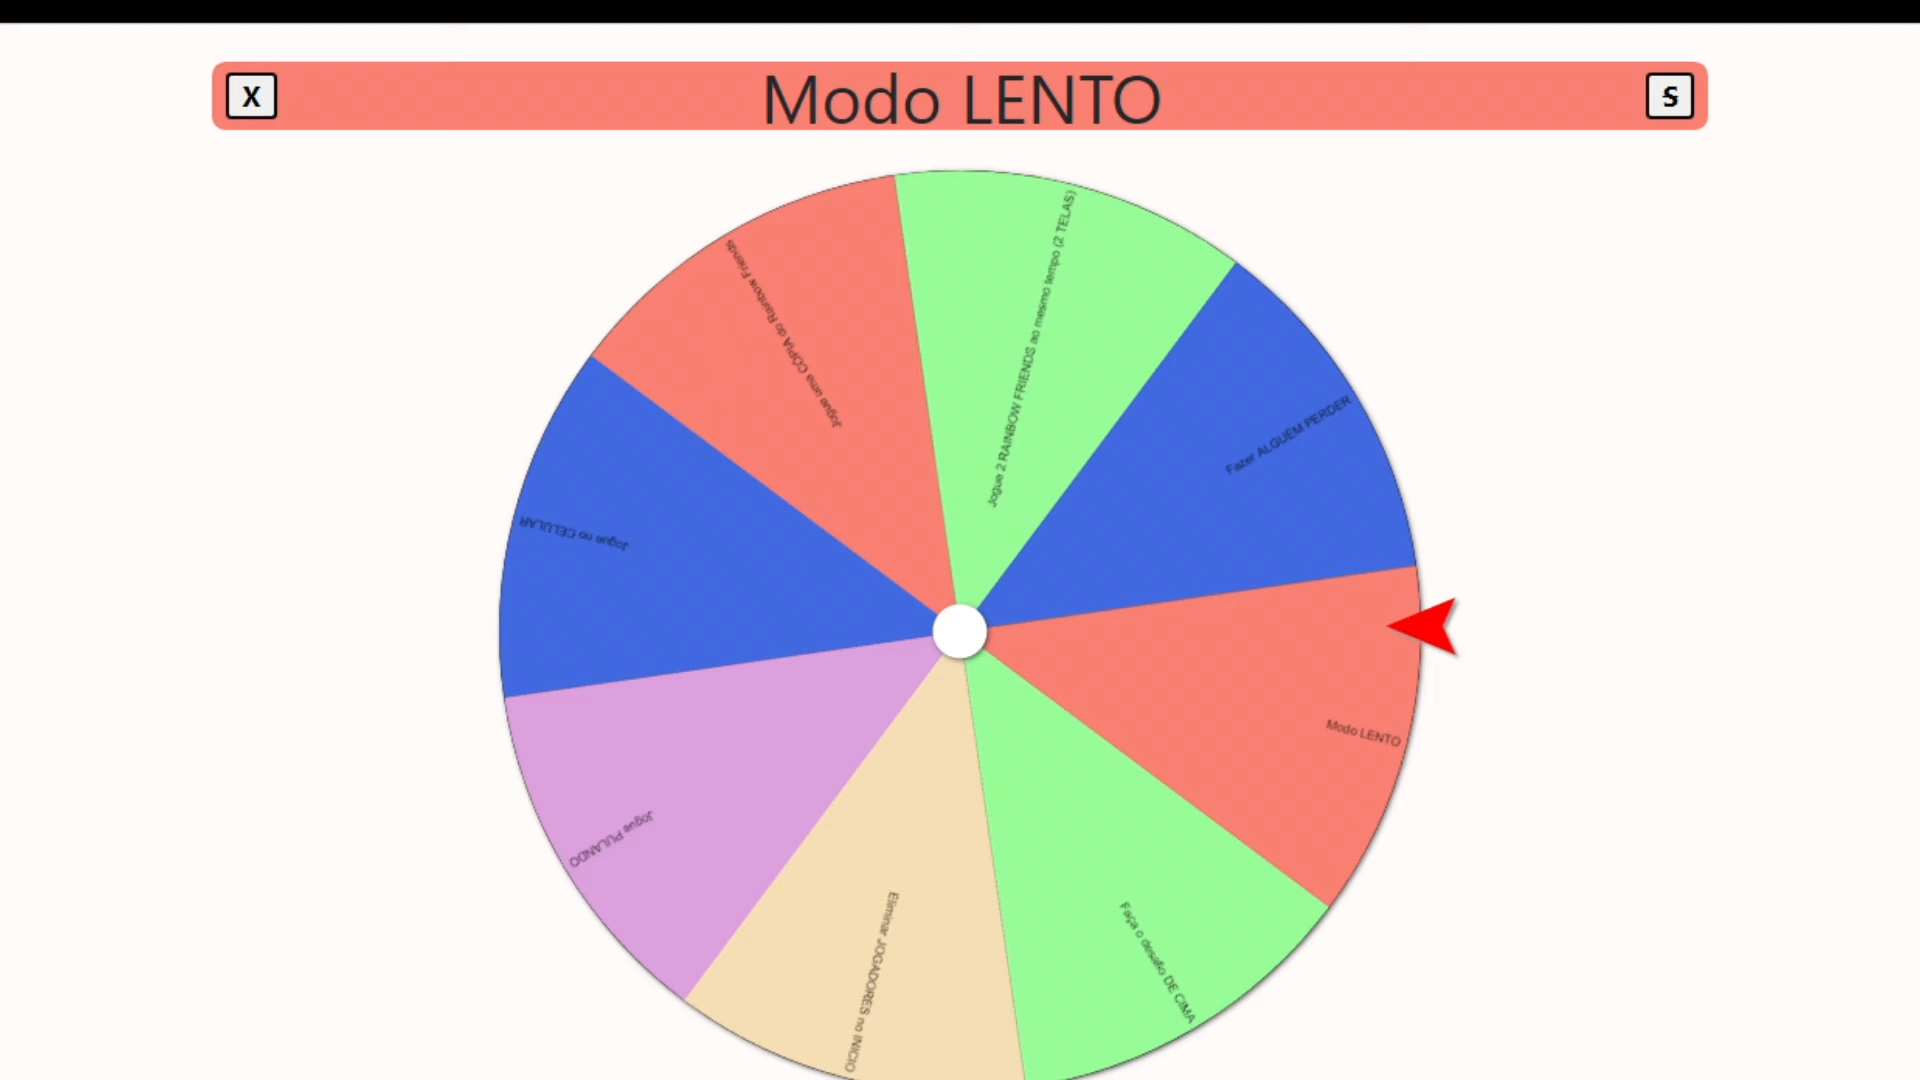 X
Modo LENTO
S
Jogue uma CÓPIA do Rainbow Friends
Jogue 2 RAINBOW FRIENDS ao mesmo tempo (2 TELAS)
Fazer ALGUÉM PERDER
Jogue no CELULAR
Modo LENTO
Jogue PULANDO
Eliminar JOGADORES no INICIO
Faça o desafio DE CIMA